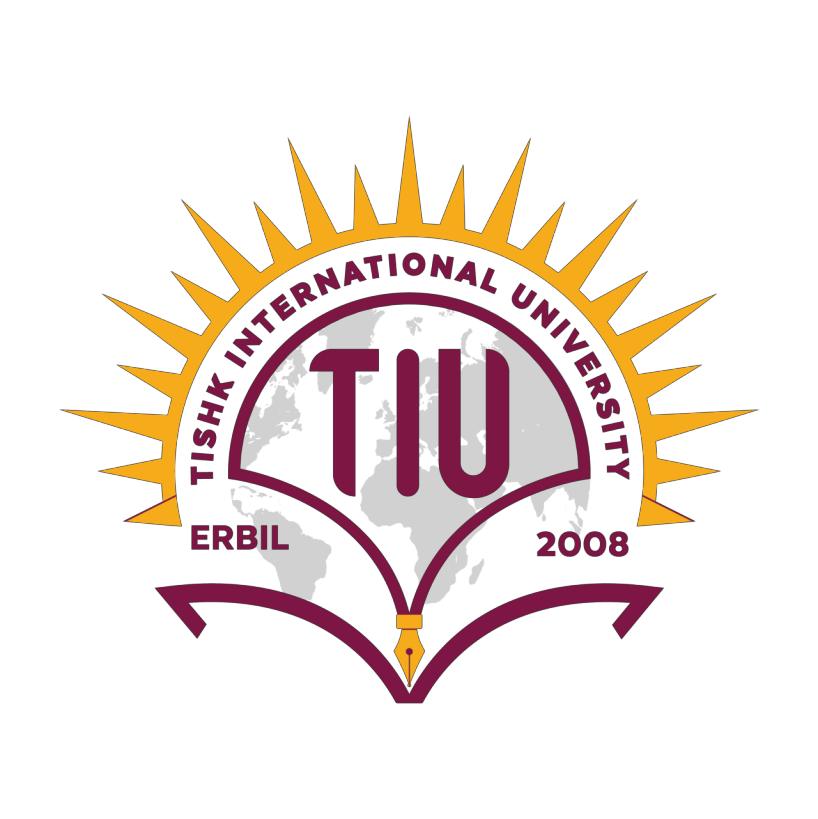 TISHK INTERNATIONAL UNIVERSITY
TIU
ERBIL
2008